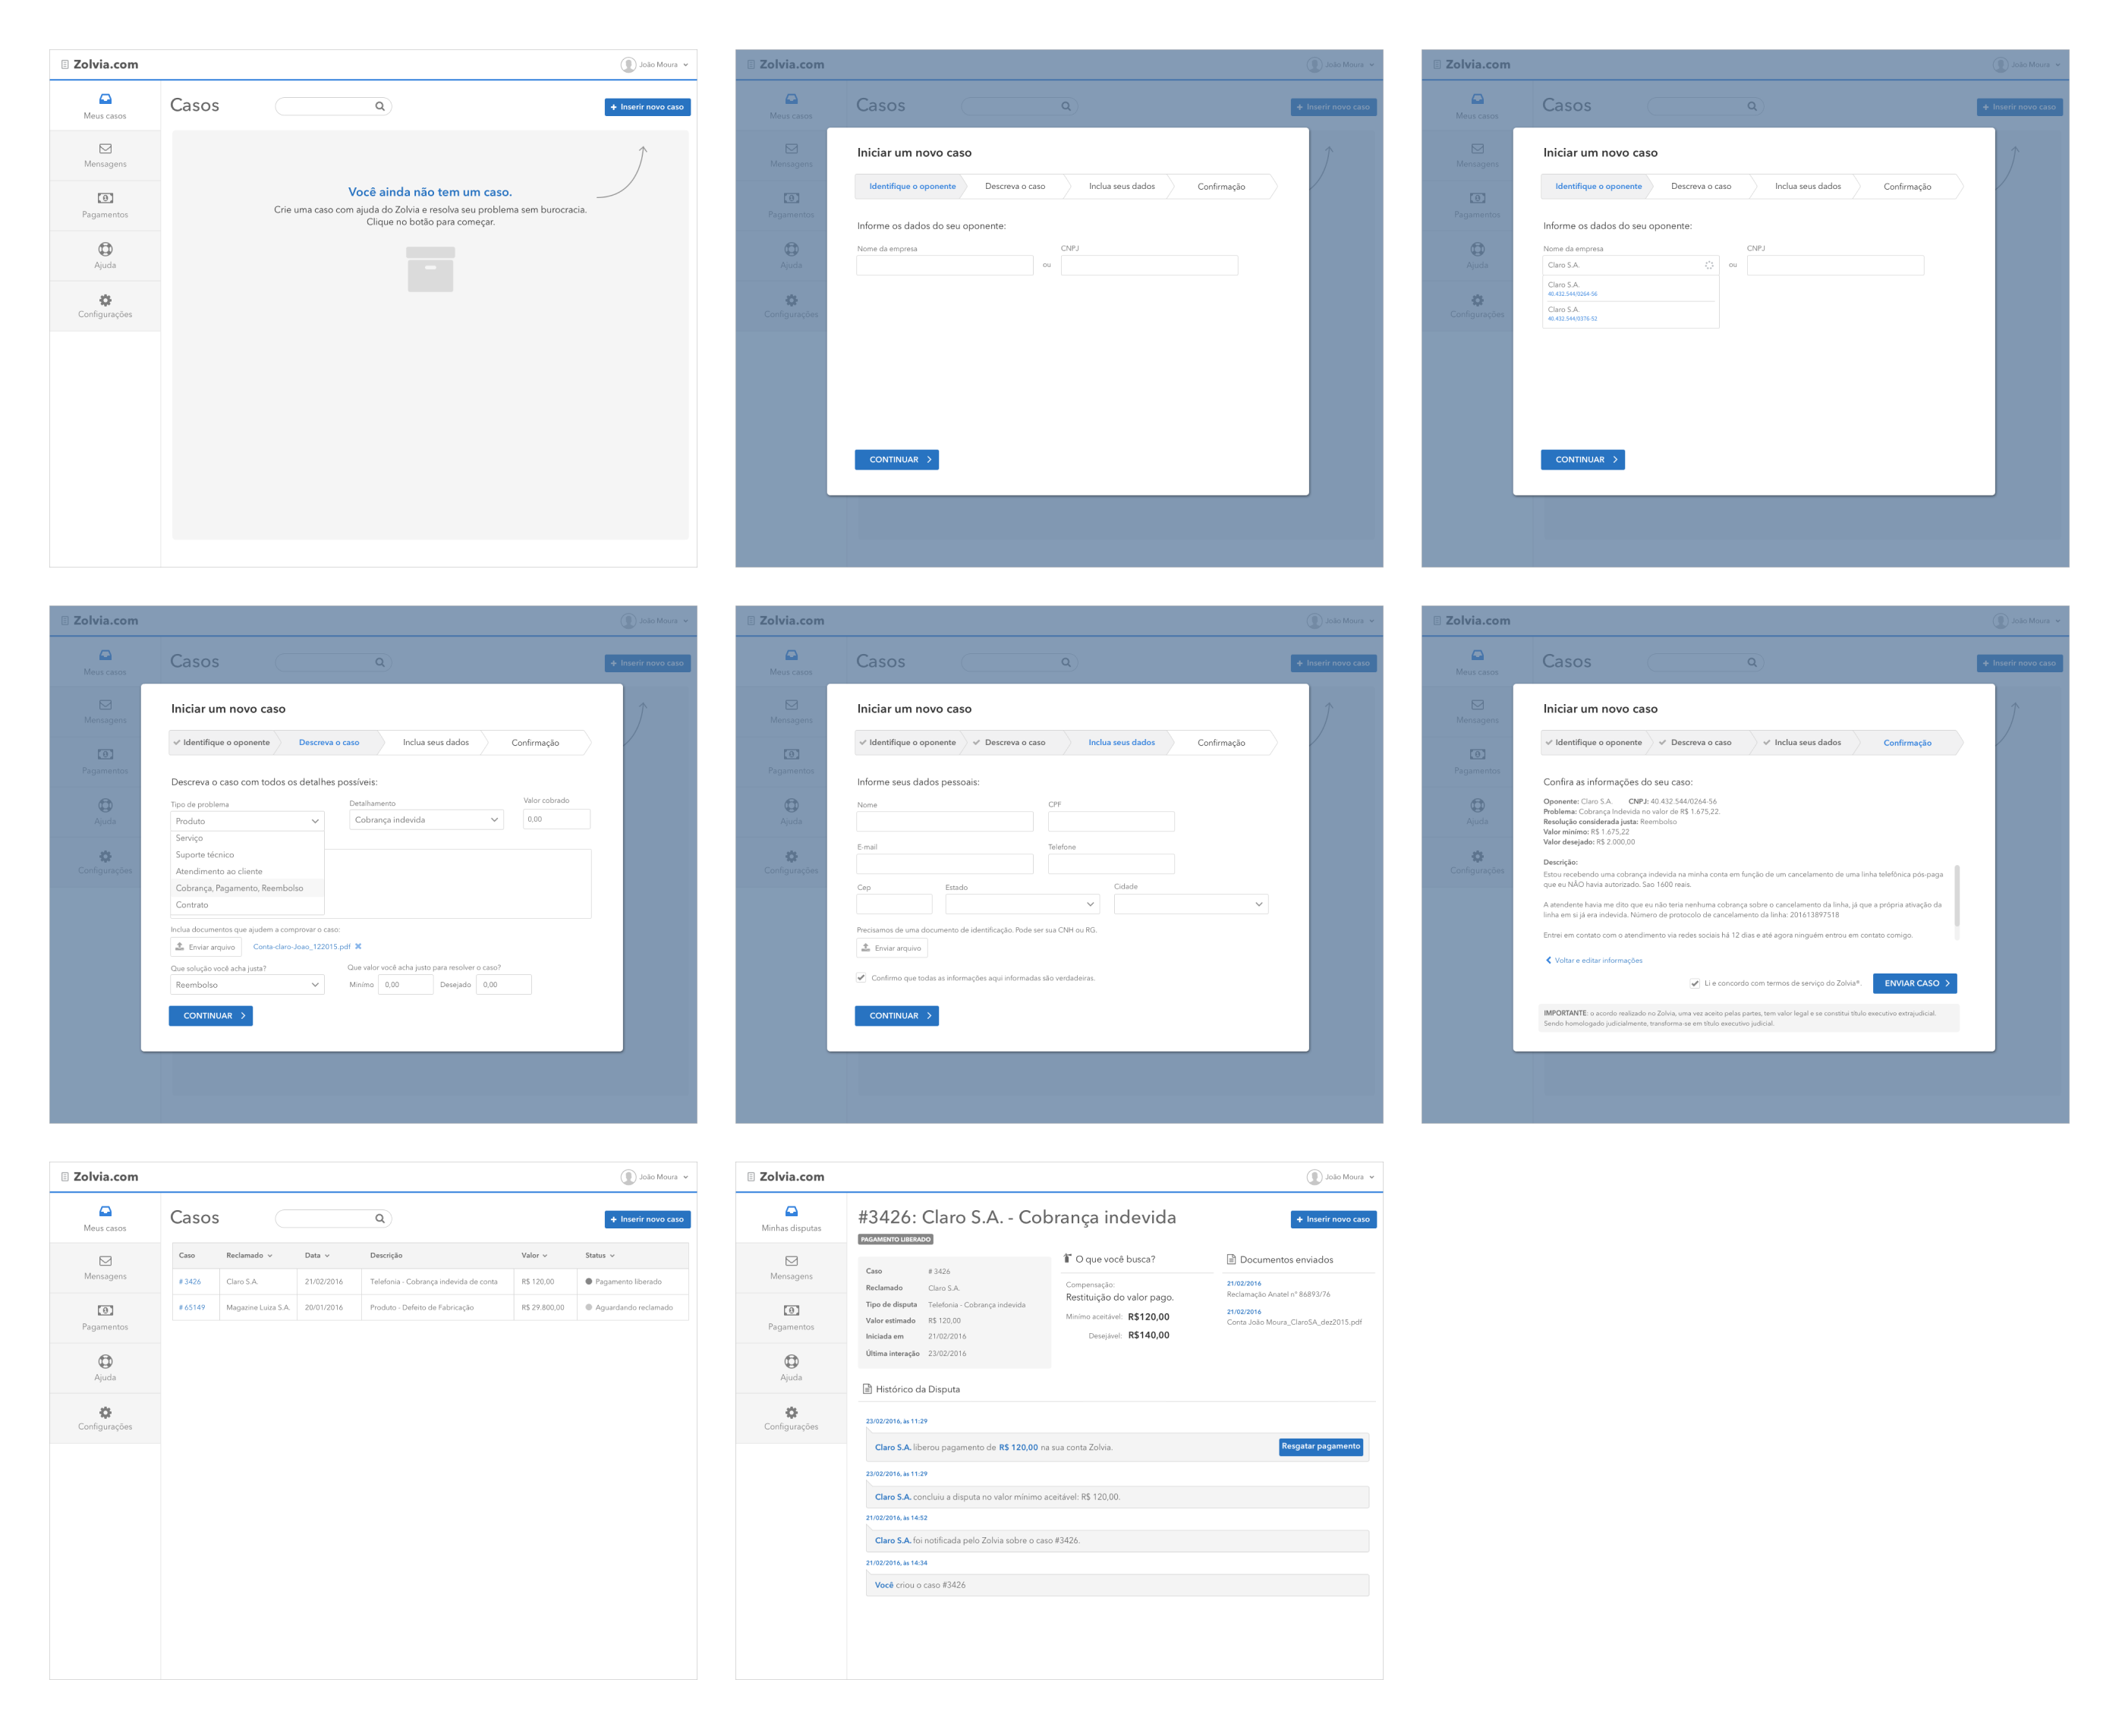 Zolvia.com
João Moura
Meus casos
Mensagens
Pagamentos
Ajuda
Configurações
Casos
+ Inserir novo caso
Você ainda não tem um caso.
Crie uma caso com ajuda do Zolvia e resolva seu problema sem burocracia.
Clique no botão para começar.
Zolvia.com
João Moura
Meus casos
Mensagens
Pagamentos
Ajuda
Configurações
Casos
+ Inserir novo caso
Iniciar um novo caso
Identifique o oponente
Descreva o caso
Inclua seus dados
Confirmação
Informe os dados do seu oponente:
Nome da empresa
ou
CNPJ
CONTINUAR
Zolvia.com
João Moura
Meus casos
Mensagens
Pagamentos
Ajuda
Configurações
Casos
+ Inserir novo caso
Iniciar um novo caso
Identifique o oponente
Descreva o caso
Inclua seus dados
Confirmação
Informe os dados do seu oponente:
Nome da empresa
Claro S.A.
ou
CNPJ
Claro S.A.
40.432.544/0264-56
Claro S.A.
40.432.544/0376-52
CONTINUAR
Zolvia.com
João Moura
Meus casos
Mensagens
Pagamentos
Ajuda
Configurações
Casos
+ Inserir novo caso
Iniciar um novo caso
Identifique o oponente
Descreva o caso
Inclua seus dados
Confirmação
Descreva o caso com todos os detalhes possíveis:
Tipo de problema
Produto
Serviço
Suporte técnico
Atendimento ao cliente
Cobrança, Pagamento, Reembolso
Contrato
Detalhamento
Cobrança indevida
Valor cobrado
0,00
Inclua documentos que ajudem a comprovar o caso:
Enviar arquivo
Conta-claro-Joao_122015.pdf
Que solução você acha justa?
Reembolso
Que valor você acha justo para resolver o caso?
Mínimo 0,00 Desejado 0,00
CONTINUAR
Zolvia.com
João Moura
Meus casos
Mensagens
Pagamentos
Ajuda
Configurações
Casos
+ Inserir novo caso
Iniciar um novo caso
Identifique o oponente
Descreva o caso
Inclua seus dados
Confirmação
Informe seus dados pessoais:
Nome
CPF
E-mail
Telefone
Cep
Estado
Cidade
Precisamos de uma documento de identificação. Pode ser sua CNH ou RG.
Enviar arquivo
Confirmo que todas as informações aqui informadas são verdadeiras.
CONTINUAR
Zolvia.com
João Moura
Meus casos
Mensagens
Pagamentos
Ajuda
Configurações
Casos
+ Inserir novo caso
Iniciar um novo caso
Identifique o oponente
Descreva o caso
Inclua seus dados
Confirmação
Confira as informações do seu caso:
Oponente: Claro S.A. CNPJ: 40.432.544/0264-56
Problema: Cobrança Indevida no valor de R$ 1.675,22.
Resolução considerada justa: Reembolso
Valor mínimo: R$ 1.675,22
Valor desejado: R$ 2.000,00
Descrição:
Estou recebendo uma cobrança indevida na minha conta em função de um cancelamento de uma linha telefônica pós-paga
que eu NÃO havia autorizado. Sao 1600 reais.
A atendente havia me dito que eu não teria nenhuma cobrança sobre o cancelamento da linha, já que a própria ativação da
linha em si já era indevida. Número de protocolo de cancelamento da linha: 201613897518
Entrei em contato com o atendimento via redes sociais há 12 dias e até agora ninguém entrou em contato comigo.
Voltar e editar informações
Li e concordo com termos de serviço do Zolvia®.
ENVIAR CASO
IMPORTANTE: o acordo realizado no Zolvia, uma vez aceito pelas partes, tem valor legal e se constitui título executivo extrajudicial.
Sendo homologado judicialmente, transforma-se em título executivo judicial.
Zolvia.com
João Moura
Meus casos
Mensagens
Pagamentos
Ajuda
Configurações
Casos
+ Inserir novo caso
Caso Reclamado Data Descrição Valor Status
# 3426 Claro S.A. 21/02/2016 Telefonia - Cobrança indevida de conta R$ 120,00 Pagamento liberado
# 65149 Magazine Luiza S.A. 20/01/2016 Produto - Defeito de Fabricação R$ 29.800,00 Aguardando reclamado
Zolvia.com
João Moura
Minhas disputas
Mensagens
Pagamentos
Ajuda
Configurações
#3426: Claro S.A. - Cobrança indevida
+ Inserir novo caso
PAGAMENTO LIBERADO
Caso # 3426
Reclamado Claro S.A.
Tipo de disputa Telefonia - Cobrança indevida
Valor estimado R$ 120,00
Iniciada em 21/02/2016
Última interação 23/02/2016
O que você busca?
Compensação:
Restituição do valor pago.
Mínimo aceitável: R$120,00
Desejável: R$140,00
Documentos enviados
21/02/2016
Reclamação Anatel nº 86893/76
21/02/2016
Conta João Moura_ClaroSA_dez2015.pdf
Histórico da Disputa
23/02/2016, às 11:29
Claro S.A. liberou pagamento de R$ 120,00 na sua conta Zolvia.
Resgatar pagamento
23/02/2016, às 11:29
Claro S.A. concluiu a disputa no valor mínimo aceitável: R$ 120,00.
21/02/2016, às 14:52
Claro S.A. foi notificada pelo Zolvia sobre o caso #3426.
21/02/2016, às 14:34
Você criou o caso #3426